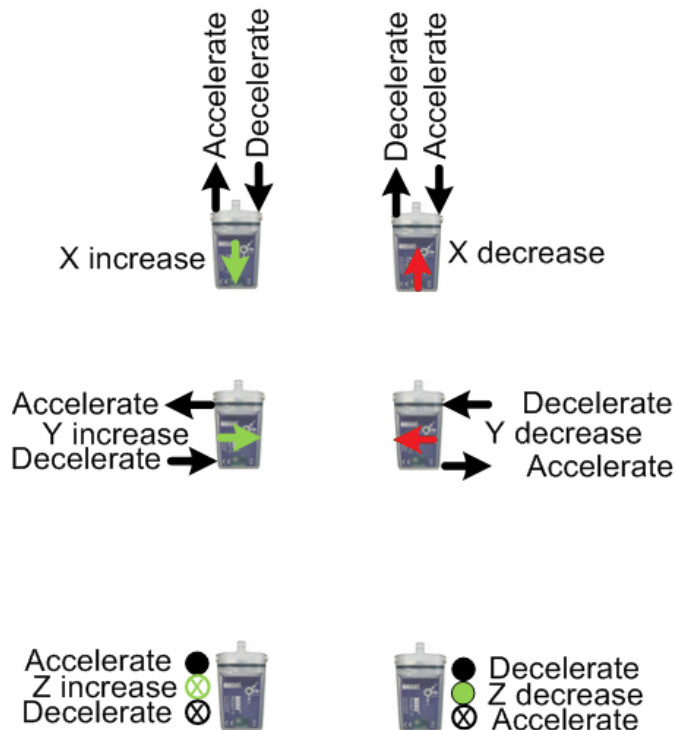 Accelerate
Decelerate
Decelerate
Accelerate
X increase
X decrease
Accelerate
Y increase
Decelerate
Decelerate
Y decrease
Accelerate
Accelerate
Z increase
Decelerate
Decelerate
Z decrease
Accelerate